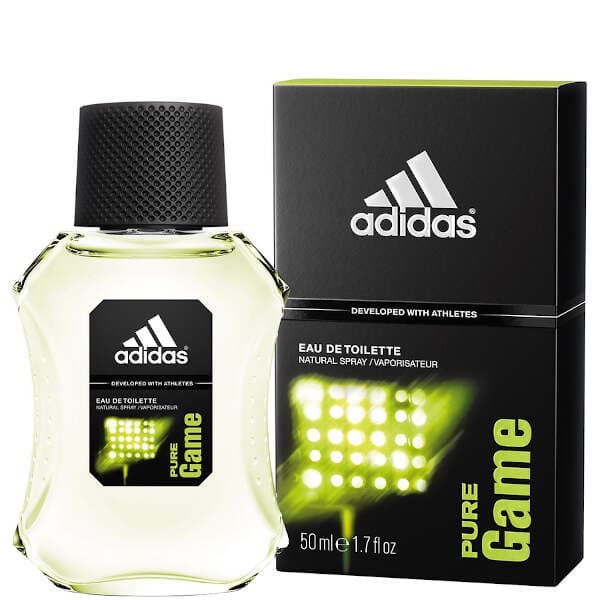 adidas
DEVELOPED WITH ATHLETES
EAU DE TOILETTE
NATURAL SPRAY / VAPORISATEUR
PURE
Game
adidas®
DEVELOPED WITH ATHLETES
EAU DE TOILETTE
NATURAL SPRAY / VAPORISATEUR
PURE
Game
50 ml e 1.7 fl oz